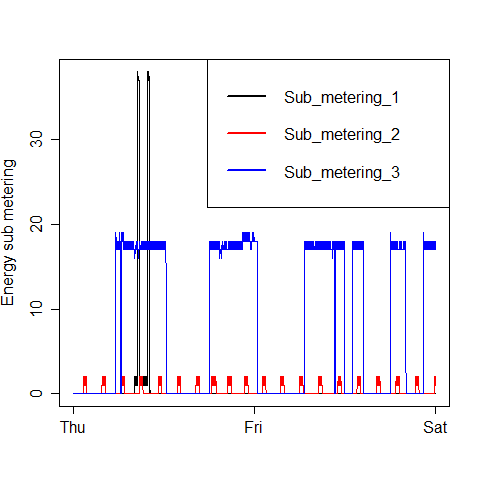 Sub_metering_1
Sub_metering_2
Sub_metering_3
Energy sub metering
30
20
10
0
Thu Fri Sat